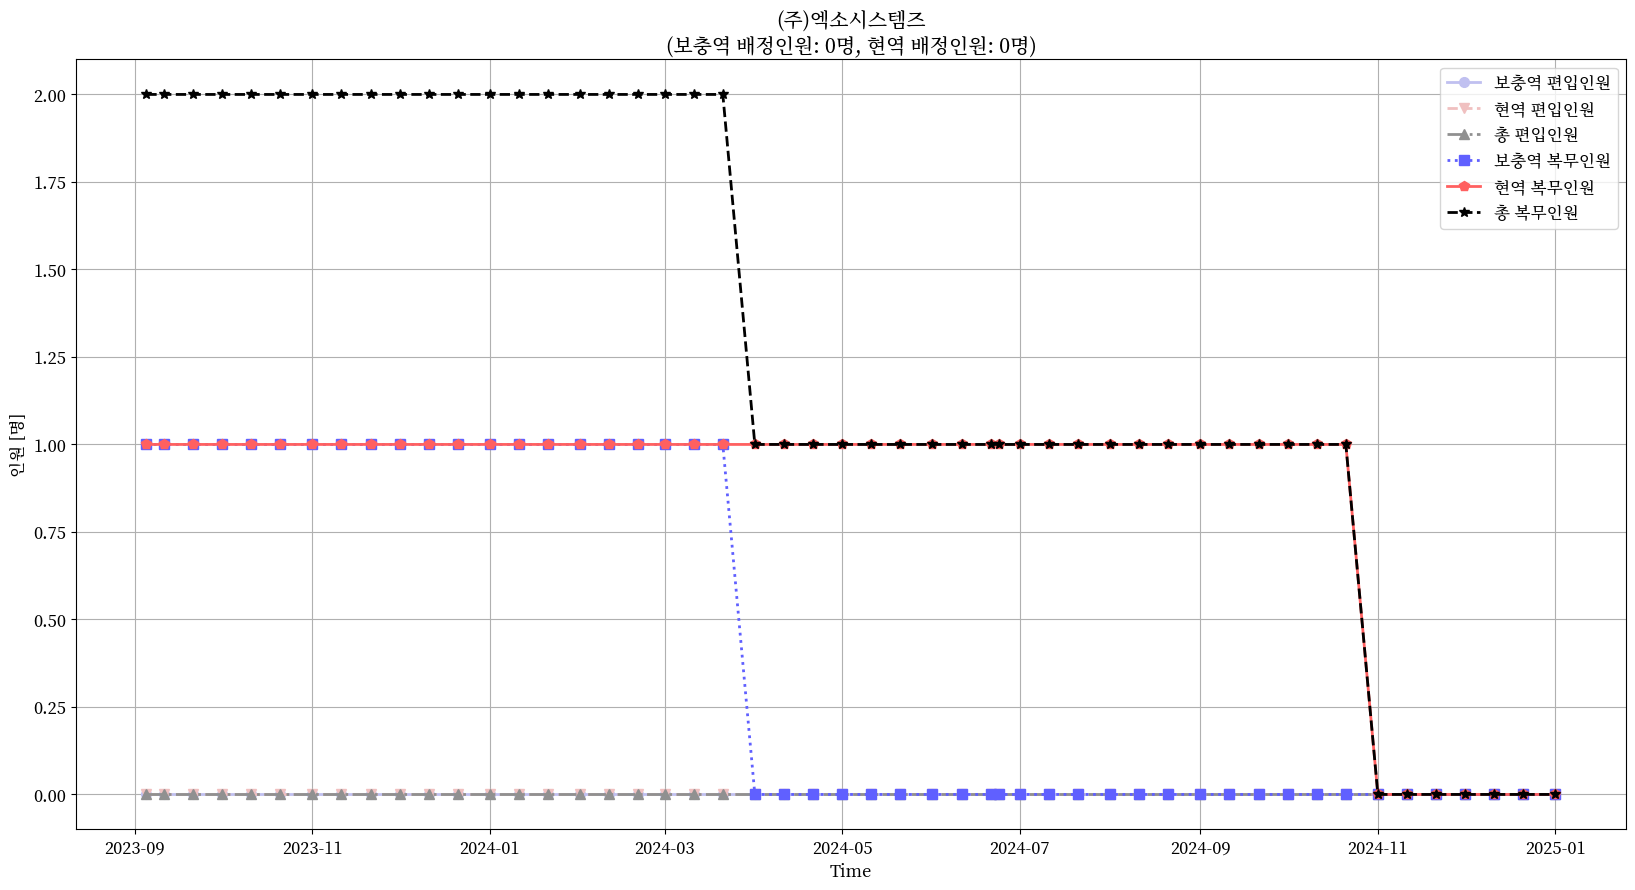 (주)엑소시스템즈
(보충역 배정인원: 0명, 현역 배정인원: 0명)
보충역 편입인원
현역 편입인원
총 편입인원
보충역 복무인원
현역 복무인원
총 복무인원
인원 [명]
2.00
1.75
1.50
1.25
1.00
0.75
0.50
0.25
0.00
2023-09 2023-11 2024-01 2024-03 2024-05 2024-07 2024-09 2024-11 2025-01
Time